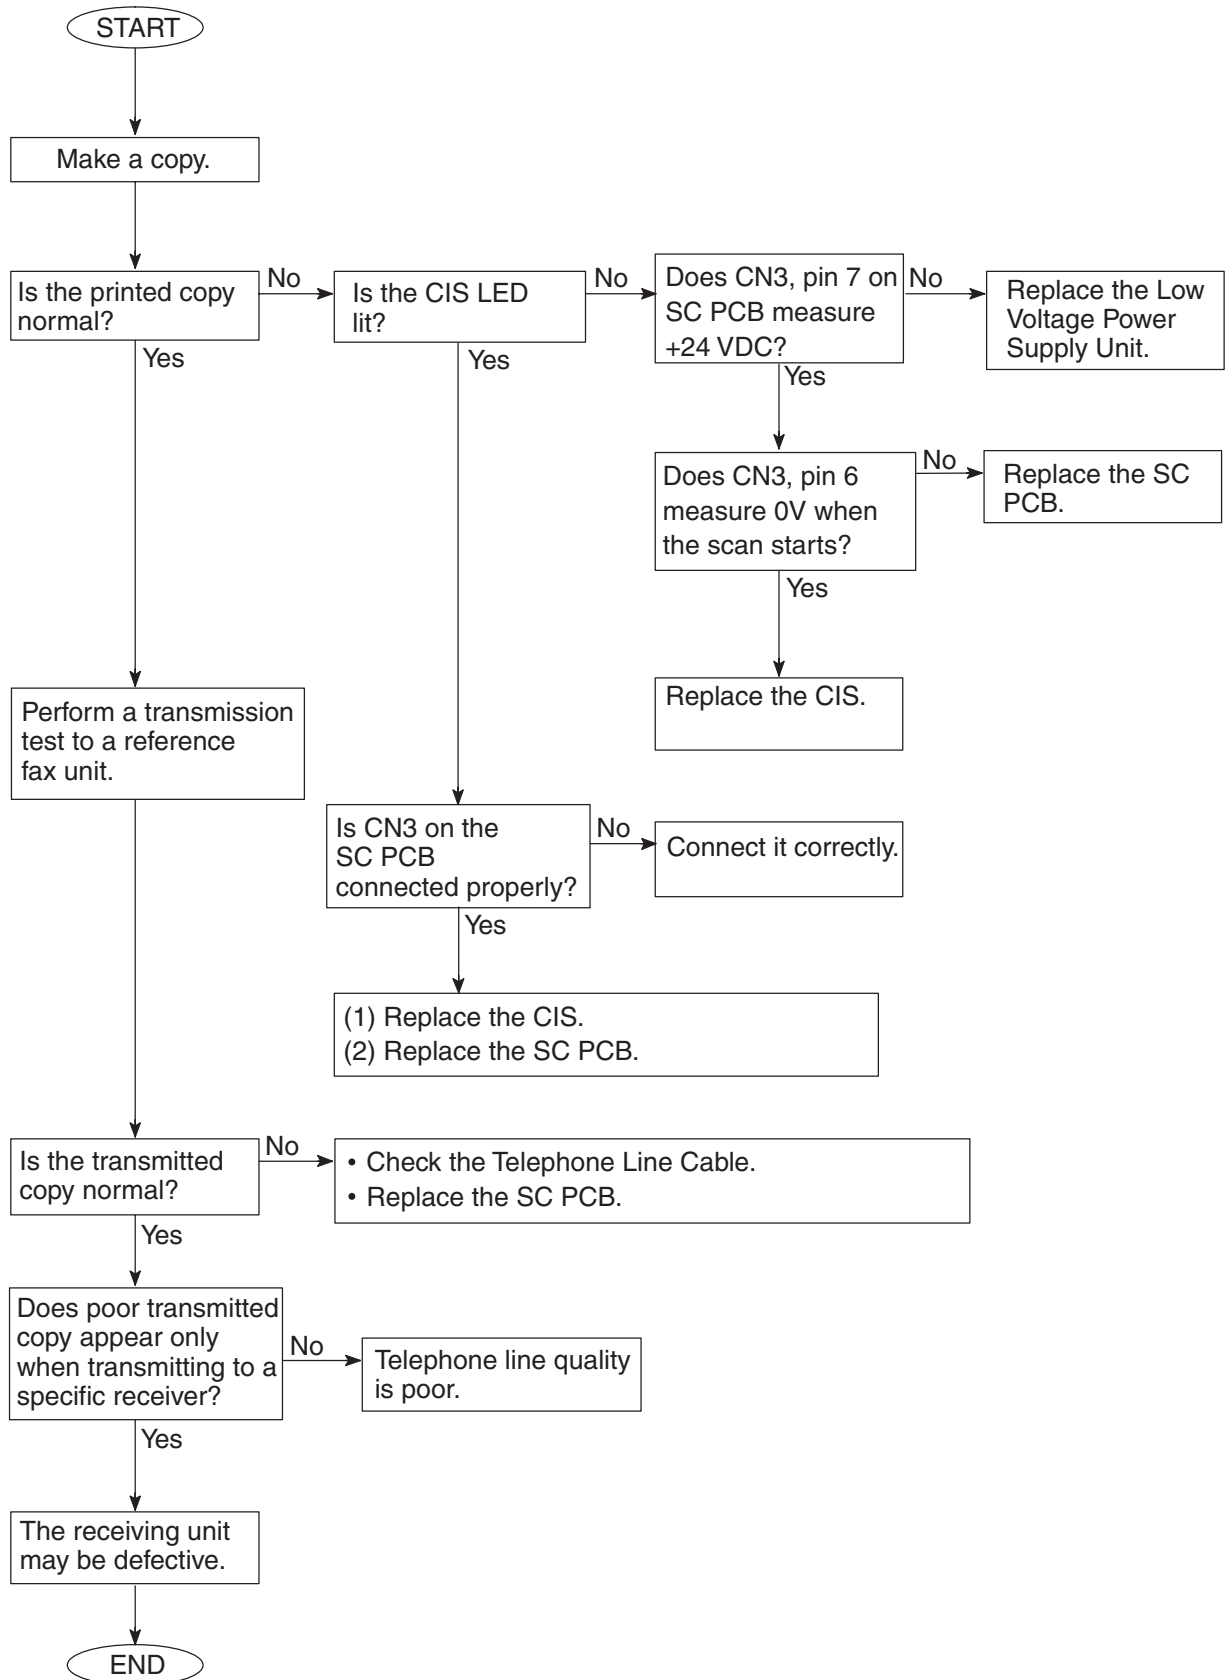 START
Make a copy.
Is the printed copy
normal?
No
Yes
Is the CIS LED
lit?
No
Yes
Does CN3, pin 7 on
SC PCB measure
+24 VDC?
No
Yes
Replace the Low
Voltage Power
Supply Unit.
Does CN3, pin 6
measure 0V when
the scan starts?
No
Yes
Replace the SC
PCB.
Replace the CIS.
Perform a transmission
test to a reference
fax unit.
Is CN3 on the
SC PCB
connected properly?
No
Yes
Connect it correctly.
(1) Replace the CIS.
(2) Replace the SC PCB.
Is the transmitted
copy normal?
No
Yes
• Check the Telephone Line Cable.
• Replace the SC PCB.
Does poor transmitted
copy appear only
when transmitting to a
specific receiver?
No
Yes
Telephone line quality
is poor.
The receiving unit
may be defective.
END